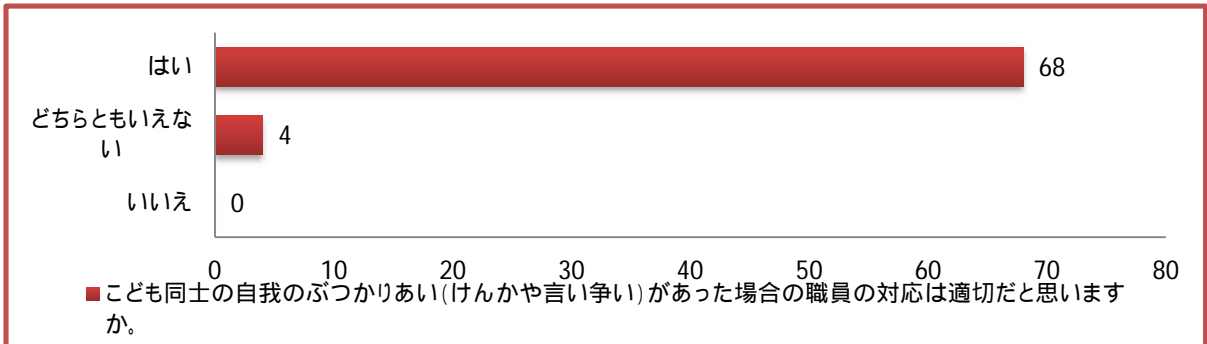 はい 68
どちらともいえな
い 4
いいえ 0
0 10 20 30 40 50 60 70 80
こども同士の自我のぶつかりあい(けんかや言い争い)があった場合の職員の対応は適切だと思います
か。